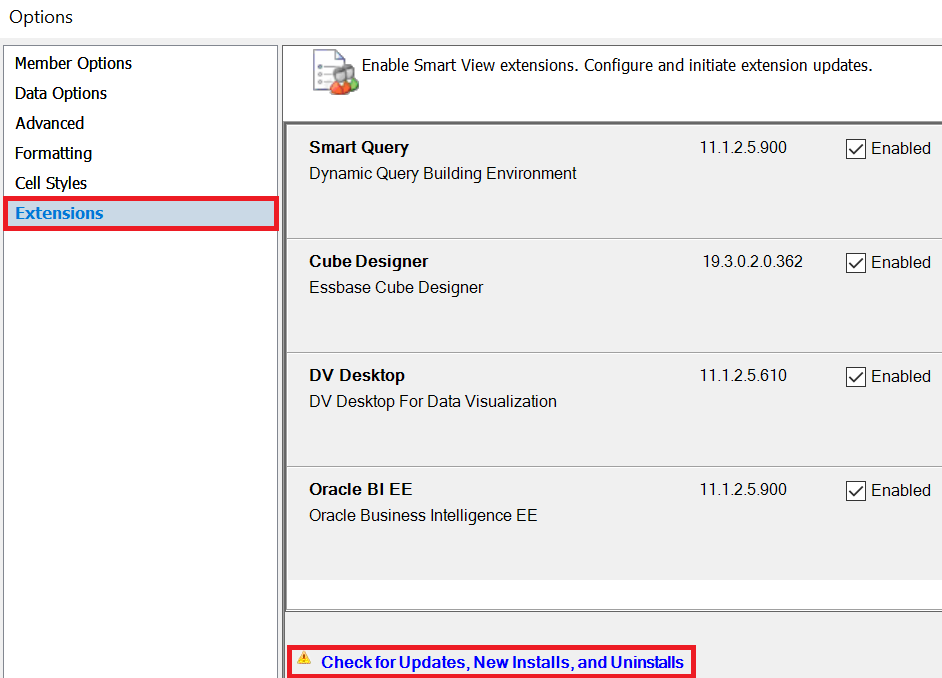 Options
Member Options
Data Options
Advanced
Formatting
Cell Styles
Extensions
Enable Smart View extensions. Configure and initiate extension updates.
Smart Query 11.1.2.5.900 Enabled
Dynamic Query Building Environment
Cube Designer 19.3.0.2.0.362 Enabled
Essbase Cube Designer
DV Desktop 11.1.2.5.610 Enabled
DV Desktop For Data Visualization
Oracle BI EE 11.1.2.5.900 Enabled
Oracle Business Intelligence EE
Check for Updates, New Installs, and Uninstalls